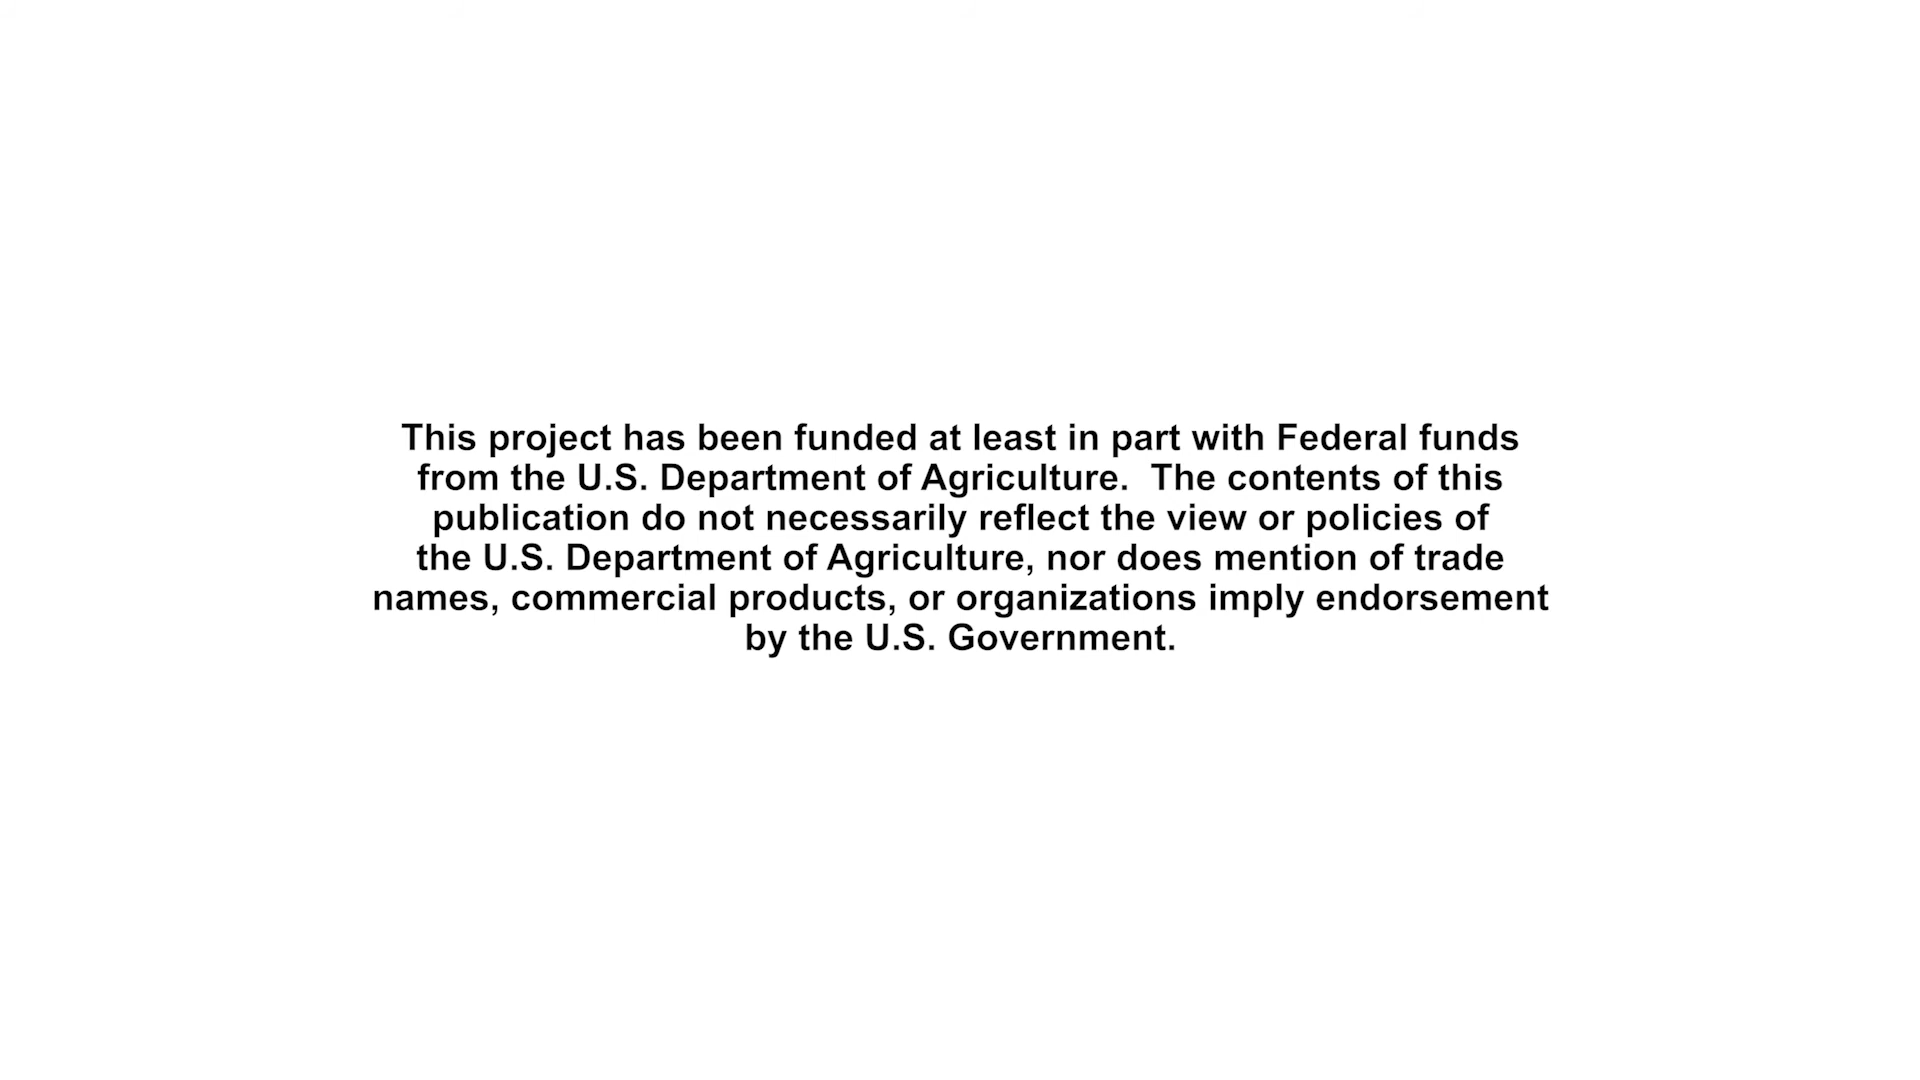 This project has been funded at least in part with Federal funds
from the U.S. Department of Agriculture.  The contents of this
publication do not necessarily reflect the view or policies of
the U.S. Department of Agriculture, nor does mention of trade
names, commercial products, or organizations imply endorsement
by the U.S. Government.